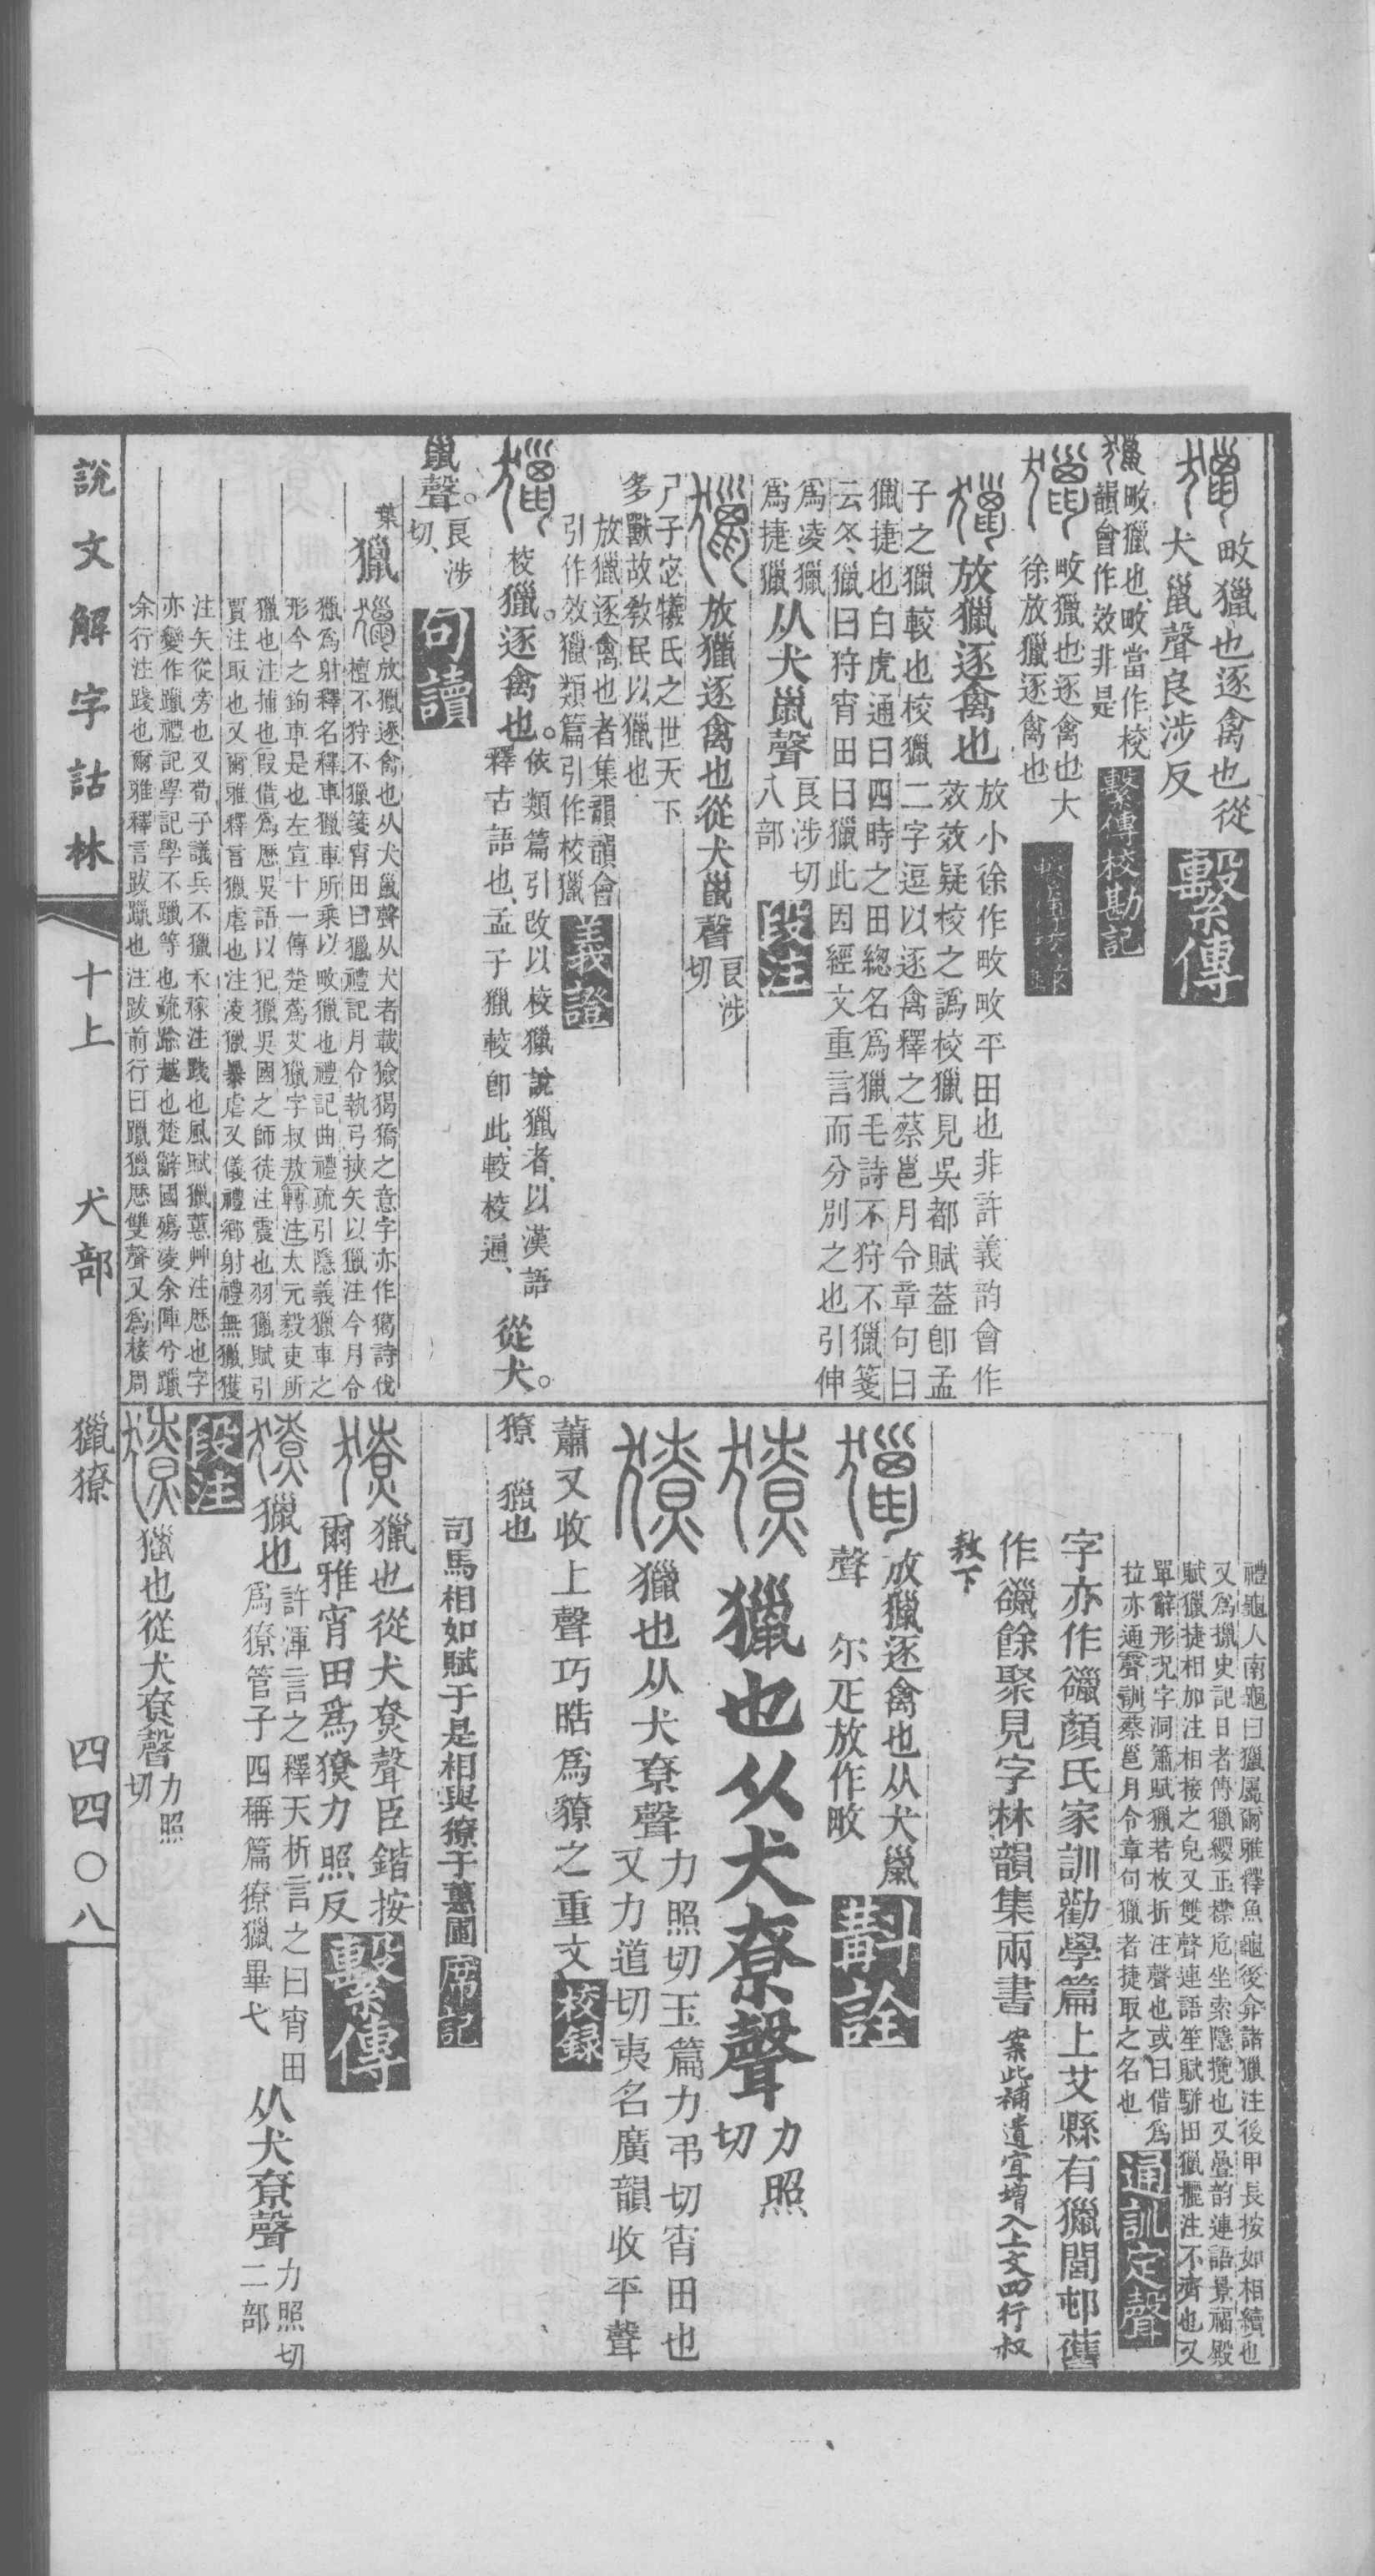 畋獵也逐禽也從
犬巤聲良涉反
繫傳
畋獵也畋當作校
韻會作效非是
繫傳校勘記
畋獵也逐禽也大
徐放獵逐禽也
放獵逐禽也
放小徐作畋畋平田也非許義韵會作
效效疑校之譌校獵見吳都賦蓋卽孟
子之獵較也校獵二字逗以逐禽釋之蔡邕月令章句曰
獵捷也白虎通曰四時之田總名爲獵毛詩不狩不獵箋
云冬獵曰狩宵田曰獵此因經文重言而分別之也引伸
爲凌獵
爲捷獵
从犬巤聲
良涉切
八部
段注
放獵逐禽也從犬巤聲
良涉
切
尸子宓犧氏之世天下
多獸故敎民以獵也
放獵逐禽也者集韻韻會
引作效獵類篇引作校獵
義證
校獵。逐禽也。
依類篇引改以校獵說獵者、以漢語
釋古語也、孟子獵較卽此、較校通、
從犬。
巤聲。
良涉
切、
句讀
葉
獵
放獵逐禽也从犬巤聲从犬者載獫猲獢之意字亦作獦詩伐
檀不狩不獵箋宵田曰獵禮記月令執弓挾矢以獵注今月令
獵爲射釋名釋車獵車所乘以畋獵也禮記曲禮疏引隱義獵車之
形今之鉤車是也左宣十一傳楚蒍艾獵字叔敖轉注太元毅吏所
獵也注捕也叚借爲歷吳語以犯獵吳國之師徒注震也羽獵賦引
賈注取也又爾雅釋言獵虐也注淩獵暴虐又儀禮鄉射禮無獵獲
注矢從旁也又荀子議兵不獵禾稼注踐也風賦獵蕙艸注歷也字
亦變作躐禮記學記學不躐等也疏踰越也楚辭國殤凌余陣兮躐
余行注踐也爾雅釋言跋躐也注跋前行曰躐獵歷雙聲又爲椄周
禮龜人南龜曰獵屬爾雅釋魚龜後弇諸獵注後甲長按如相續也
又爲擸史記日者傳獵纓正襟危坐索隱攬也又疊韵連語景福殿
賦獵捷相加注相接之皃又雙聲連語笙賦駢田獵攦注不齊也又
單辭形況字洞簫賦獵若枚折注聲也或曰借爲
拉亦通聲訓蔡邕月令章句獵者捷取之名也
通訓定聲
字亦作㲱顏氏家訓勸學篇上艾縣有獵閭邨舊
作㲱餘聚見字林韻集兩書
案此補遺宜增入上文四行叔
敖下
放獵逐禽也从犬巤
聲　尔疋放作畋
斠詮
獵也从犬尞聲
力照
切
獵也从犬尞聲
力照切玉篇力弔切宵田也
又力道切夷名廣韻收平聲
蕭又收上聲巧晧爲獠之重文
校録
獠　獵也
司馬相如賦于是相與獠于蕙圃
席記
獵也從犬尞聲臣鍇按
爾雅宵田爲獠力照反
繫傳
獵也
許渾言之釋天析言之曰宵田
爲獠管子四稱篇獠獵畢弋
从犬尞聲
力照切
二部
段注
獵也從犬尞聲
力照
切
說文解字詁林　十上　犬部　獵獠　四四〇八